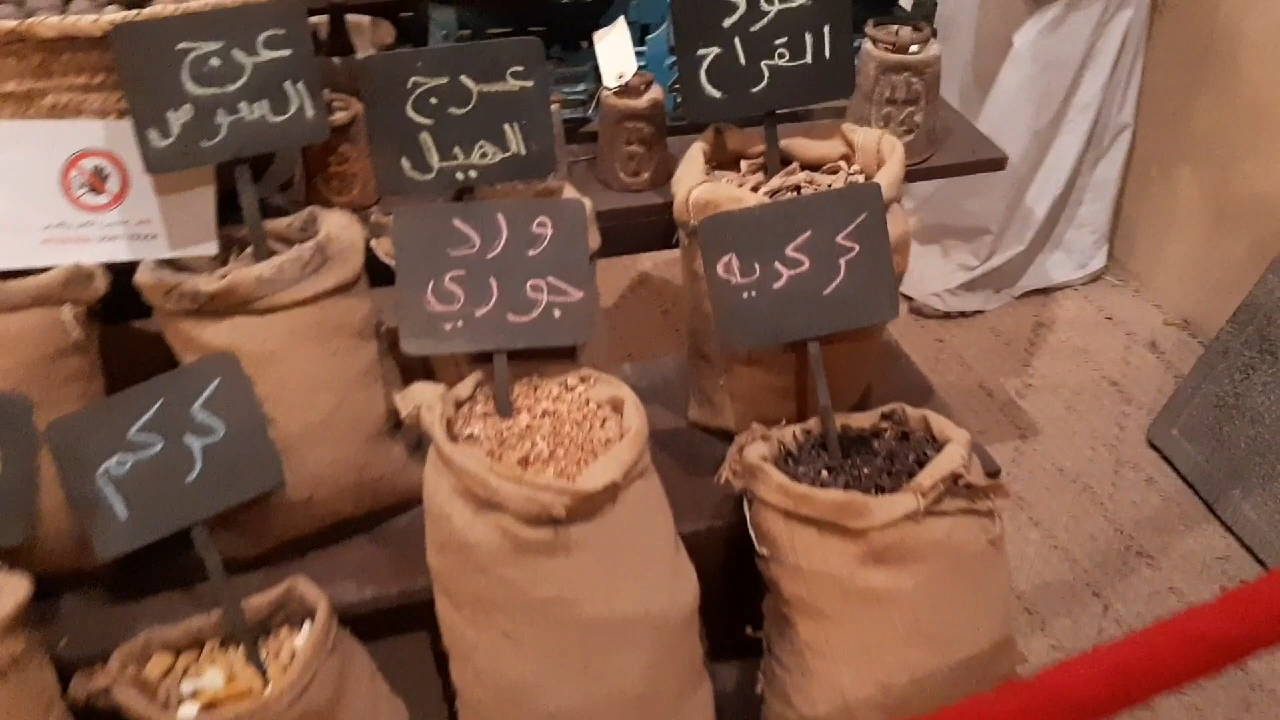 عرج
السوس
عرج
الهيل
عود
القراح
ورد
جوري
كركديه
كركم